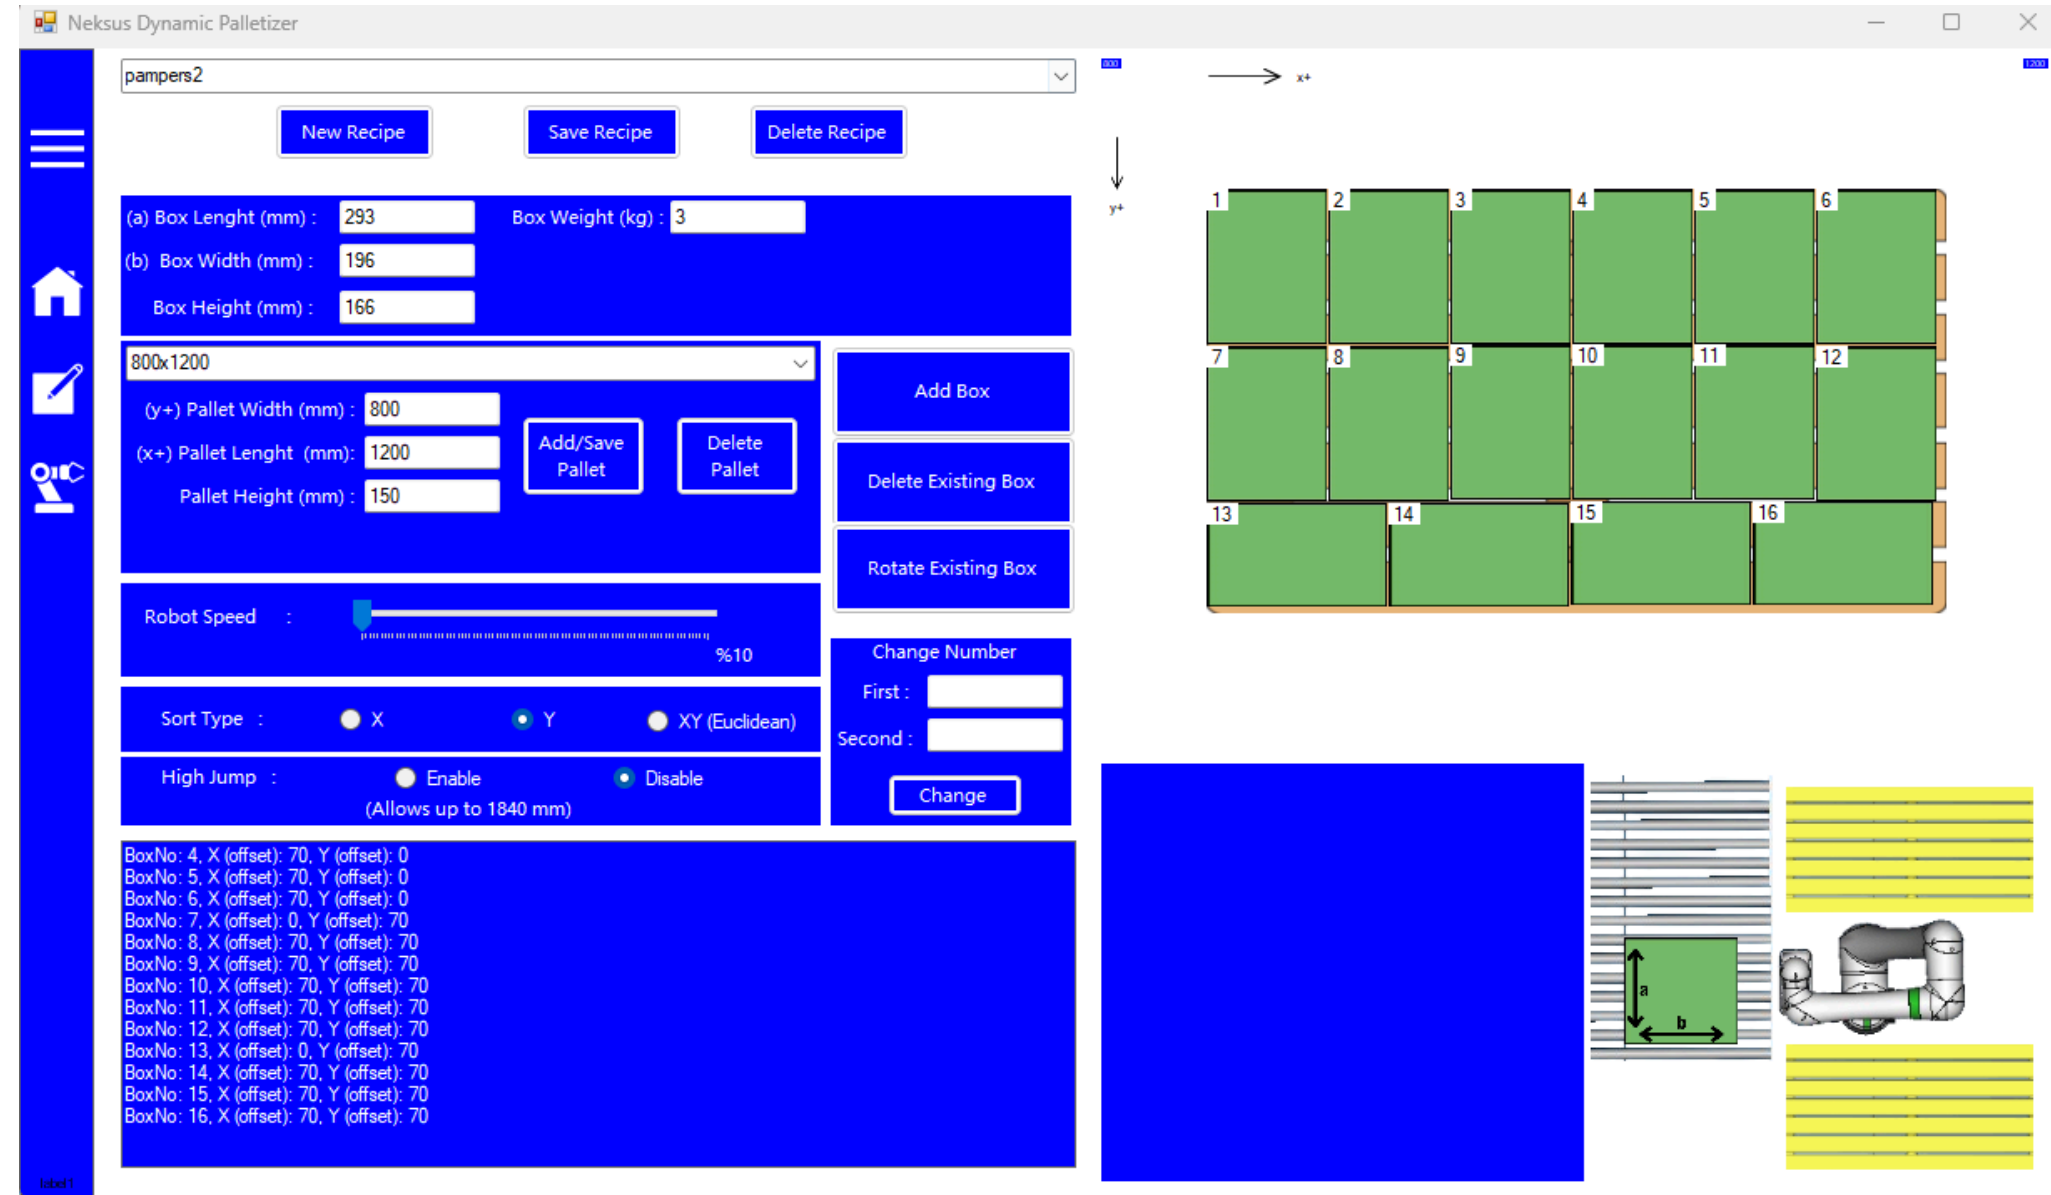 Neksus Dynamic Palletizer
pampers2
New Recipe
Save Recipe
Delete Recipe
(a) Box Lenght (mm) : 293
Box Weight (kg) : 3
(b) Box Width (mm) : 196
Box Height (mm) : 166
800x1200
(y+) Pallet Width (mm) : 800
(x+) Pallet Lenght (mm): 1200
Pallet Height (mm) : 150
Add/Save
Pallet
Delete
Pallet
Add Box
Delete Existing Box
Rotate Existing Box
Robot Speed :
%10
Sort Type : X Y XY (Euclidean)
High Jump : Enable Disable
(Allows up to 1840 mm)
Change Number
First :
Second :
Change
BoxNo: 4, X (offset): 70, Y (offset): 0
BoxNo: 5, X (offset): 70, Y (offset): 0
BoxNo: 6, X (offset): 70, Y (offset): 0
BoxNo: 7, X (offset): 0, Y (offset): 70
BoxNo: 8, X (offset): 70, Y (offset): 70
BoxNo: 9, X (offset): 70, Y (offset): 70
BoxNo: 10, X (offset): 70, Y (offset): 70
BoxNo: 11, X (offset): 70, Y (offset): 70
BoxNo: 12, X (offset): 70, Y (offset): 70
BoxNo: 13, X (offset): 0, Y (offset): 70
BoxNo: 14, X (offset): 70, Y (offset): 70
BoxNo: 15, X (offset): 70, Y (offset): 70
BoxNo: 16, X (offset): 70, Y (offset): 70
label1
800
x+
1200
y+
1 2 3 4 5 6
7 8 9 10 11 12
13 14 15 16
a
b